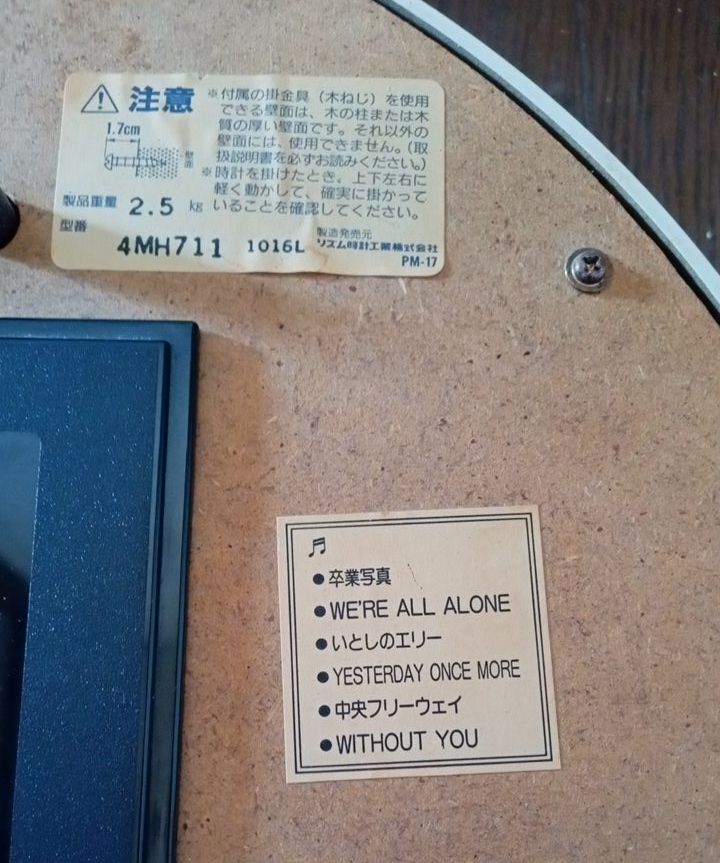 注意
※付属の掛金具（木ねじ）を使用
できる壁面は、木の柱または木
質の厚い壁面です。それ以外の
壁面には、使用できません。（取
扱説明書を必ずお読みください。）
※時計を掛けたとき、上下左右に
軽く動かして、確実に掛かって
いることを確認してください。
1.7cm
壁面
製品重量 2.5 kg
型番
4MH711 1016L
製造発売元
リズム時計工業株式会社
PM-17
●卒業写真
●WE'RE ALL ALONE
●いとしのエリー
●YESTERDAY ONCE MORE
●中央フリーウェイ
●WITHOUT YOU